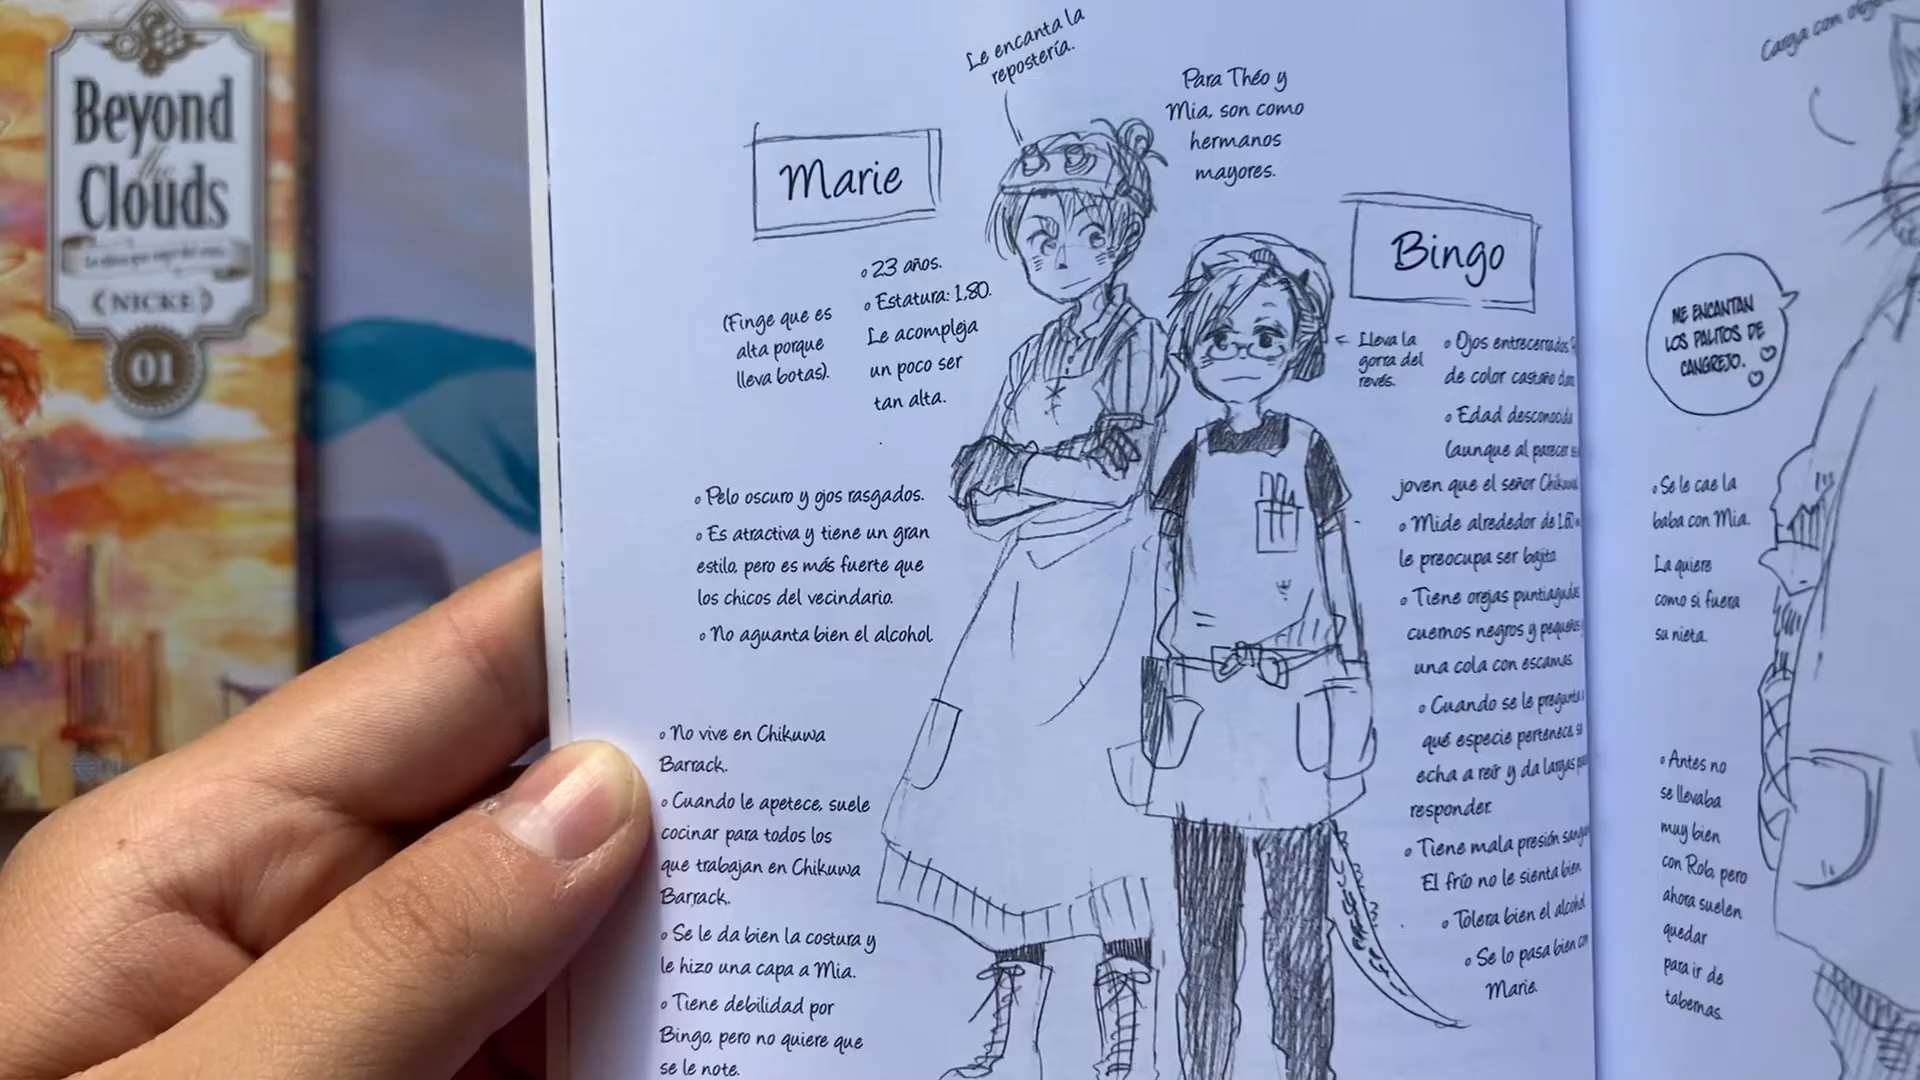 Beyond
the
Clouds
(NICKE)
01
Le encanta la
repostería.
Para Théo y
Mia, son como
hermanos
mayores.
Marie
Bingo
23 años.
Estatura: 1,80.
Le acompleja
un poco ser
tan alta.
(Finge que es
alta porque
lleva botas).
Pelo oscuro y ojos rasgados.
Es atractiva y tiene un gran
estilo, pero es más fuerte que
los chicos del vecindario.
No aguanta bien el alcohol.
No vive en Chikuwa
Barrack.
Cuando le apetece, suele
cocinar para todos los
que trabajan en Chikuwa
Barrack.
Se le da bien la costura y
le hizo una capa a Mia.
Tiene debilidad por
Bingo, pero no quiere que
se le note.
Lleva la
gorra del
revés.
Ojos entrecerrados
de color castaño
Edad desconocida
(aunque al parecer
joven que el señor Chikuwa
Mide alrededor de 1,60
le preocupa ser bajito
Tiene orejas puntiagudas
cuernos negros y pequeños
una cola con escamas.
Cuando se le pregunta
qué especie pertenece, se
echa a reír y da largas
responder.
Tiene mala presión
El frío no le sienta bien
Tolera bien el alcohol
Se lo pasa bien con
Marie.
Carga con
ME ENCANTAN
LOS PALITOS DE
CANGREJO.
Se le cae la
baba con Mia.
La quiere
como si fuera
su nieta.
Antes no
se llevaba
muy bien
con Rob, pero
ahora suelen
quedar
para ir de
tabernas.